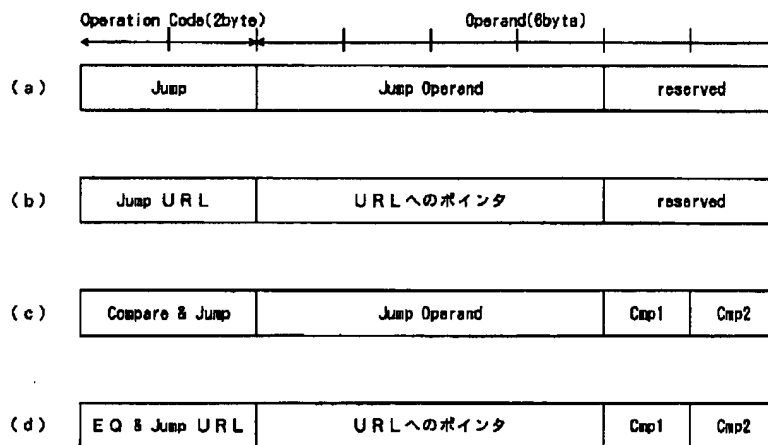 Operation Code(2byte) Operand(6byte)
(a) Jump Jump Operand reserved
(b) Jump URL URLへのポインタ reserved
(c) Compare & Jump Jump Operand Cmp1 Cmp2
(d) EQ & Jump URL URLへのポインタ Cmp1 Cmp2